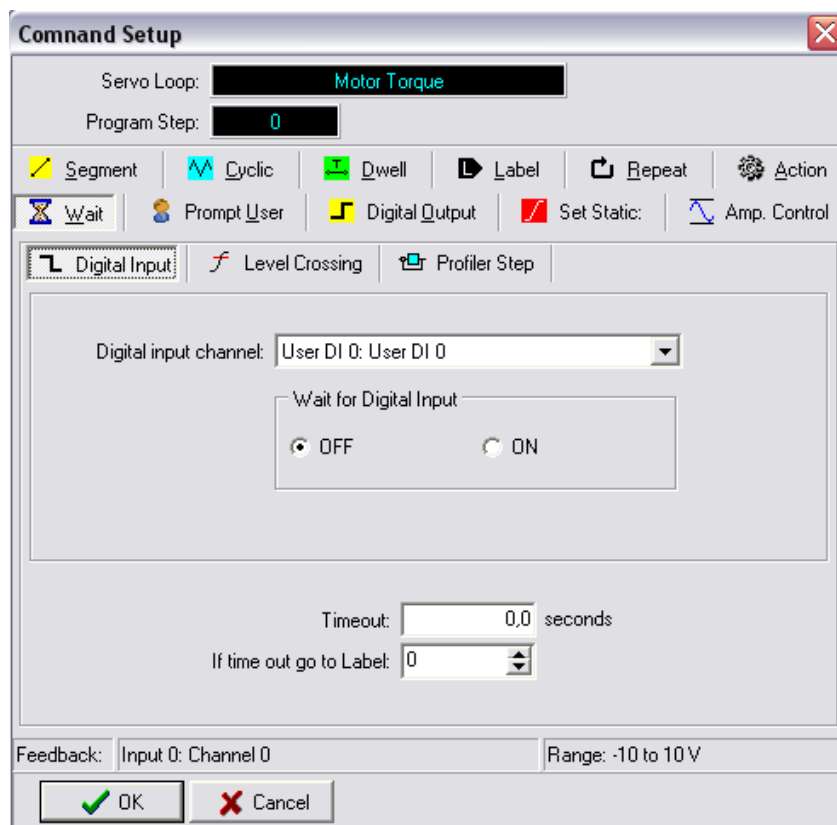 Command Setup
Servo Loop: Motor Torque
Program Step: 0
Segment Cyclic T Dwell L Label Repeat Action
Wait Prompt User Digital Output Set Static: Amp. Control
Digital Input Level Crossing Profiler Step
Digital input channel: User DI 0: User DI 0
Wait for Digital Input
OFF ON
Timeout: 0,0 seconds
If time out go to Label: 0
Feedback: Input 0: Channel 0 Range: -10 to 10 V
OK Cancel